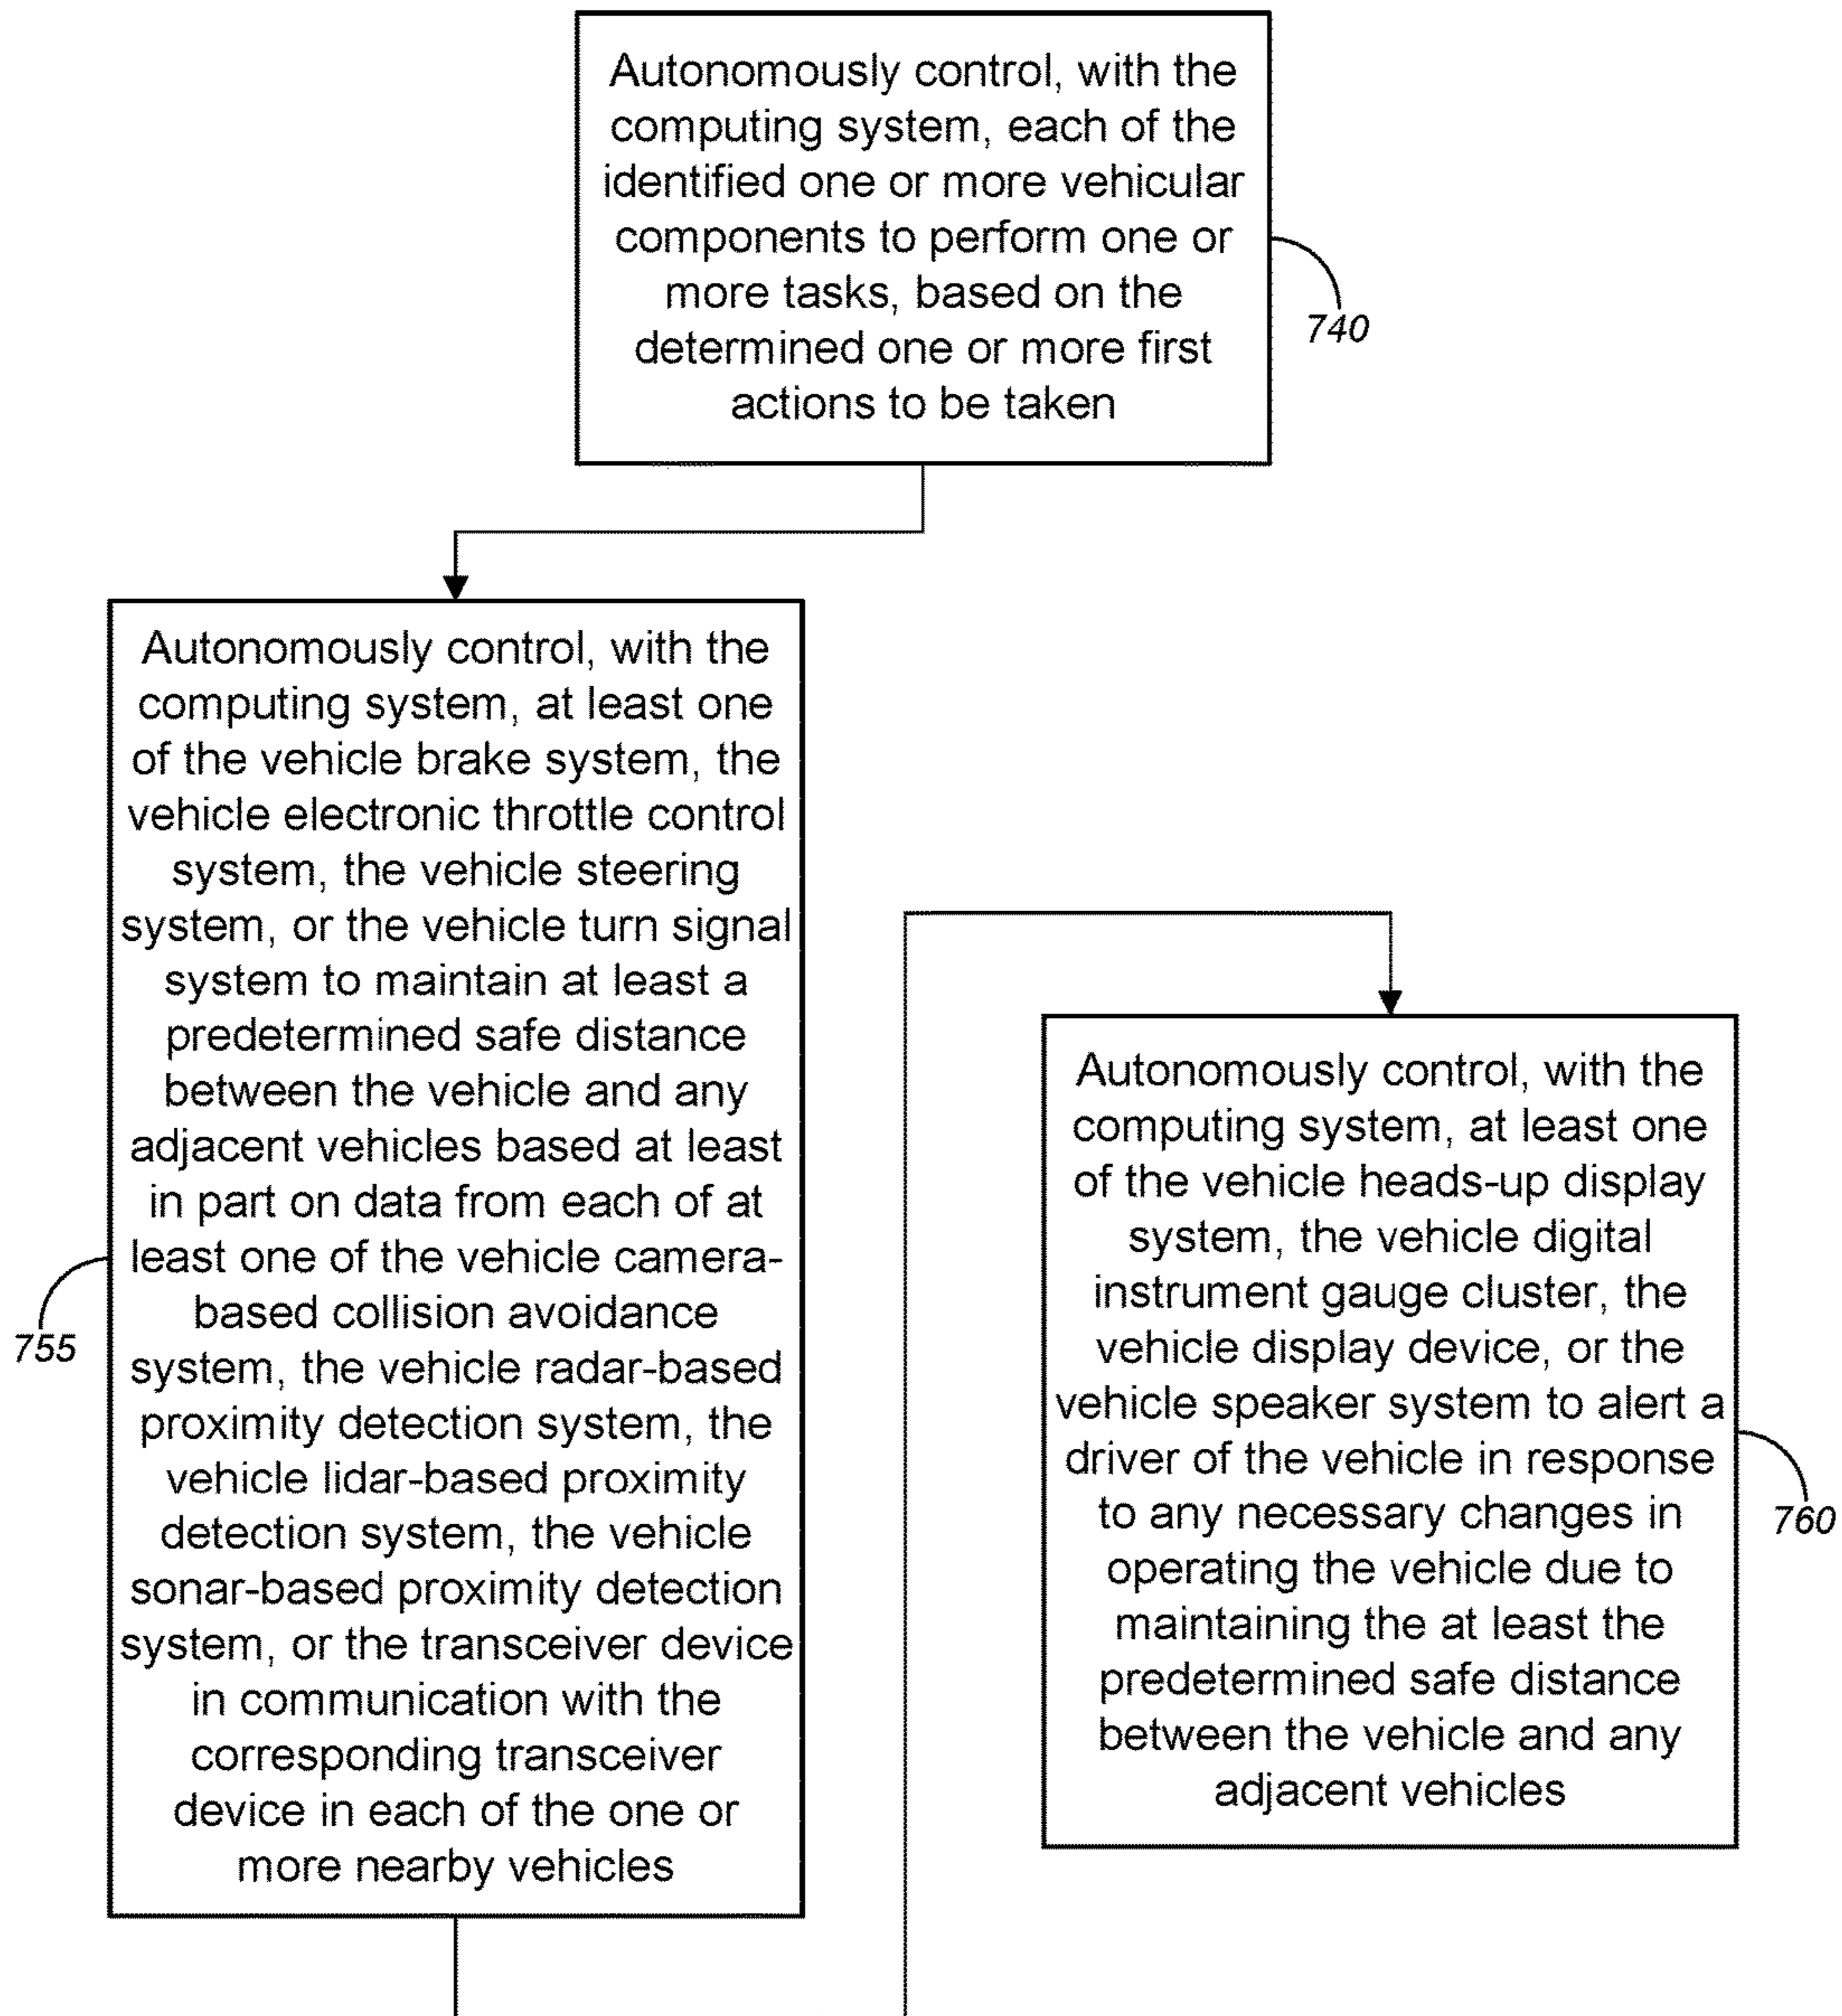 Autonomously control, with the
computing system, each of the
identified one or more vehicular
components to perform one or
more tasks, based on the
determined one or more first
actions to be taken
740
Autonomously control, with the
computing system, at least one
of the vehicle brake system, the
vehicle electronic throttle control
system, the vehicle steering
system, or the vehicle turn signal
system to maintain at least a
predetermined safe distance
between the vehicle and any
adjacent vehicles based at least
in part on data from each of at
least one of the vehicle camera-
based collision avoidance
system, the vehicle radar-based
proximity detection system, the
vehicle lidar-based proximity
detection system, the vehicle
sonar-based proximity detection
system, or the transceiver device
in communication with the
corresponding transceiver
device in each of the one or
more nearby vehicles
755
Autonomously control, with the
computing system, at least one
of the vehicle heads-up display
system, the vehicle digital
instrument gauge cluster, the
vehicle display device, or the
vehicle speaker system to alert a
driver of the vehicle in response
to any necessary changes in
operating the vehicle due to
maintaining the at least the
predetermined safe distance
between the vehicle and any
adjacent vehicles
760